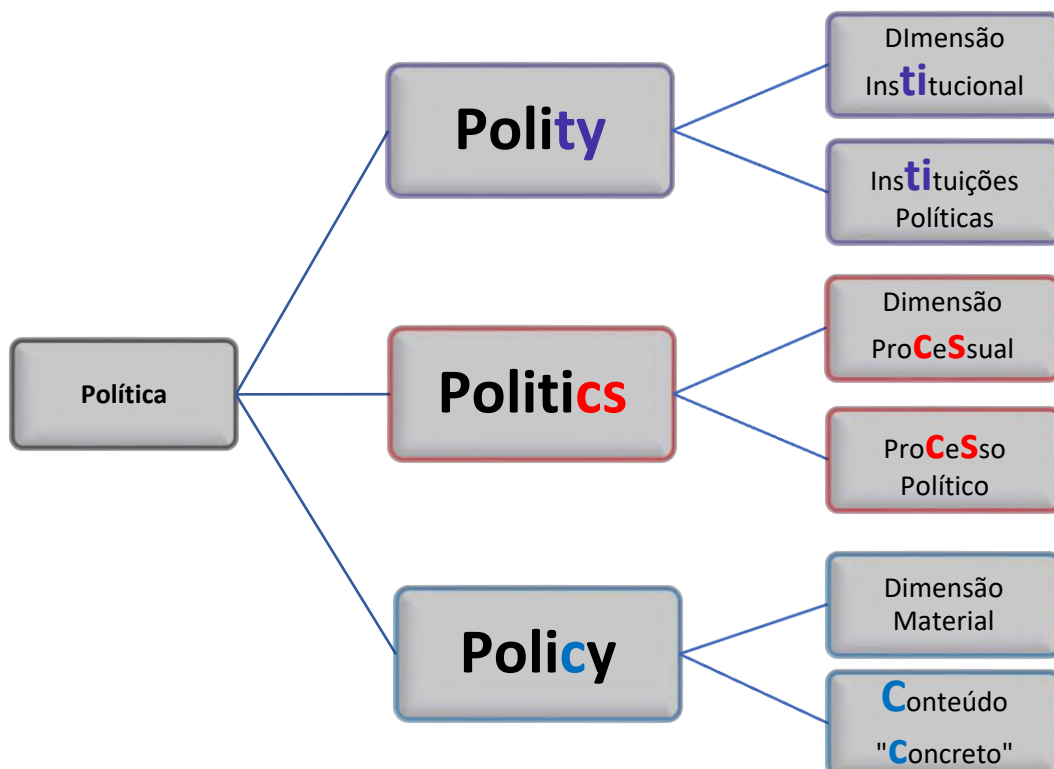 Política
Polity
DImensão
Institucional
Instituições
Políticas
Politics
Dimensão
ProCeSsual
ProCeSso
Político
Policy
Dimensão
Material
Conteúdo
"Concreto"